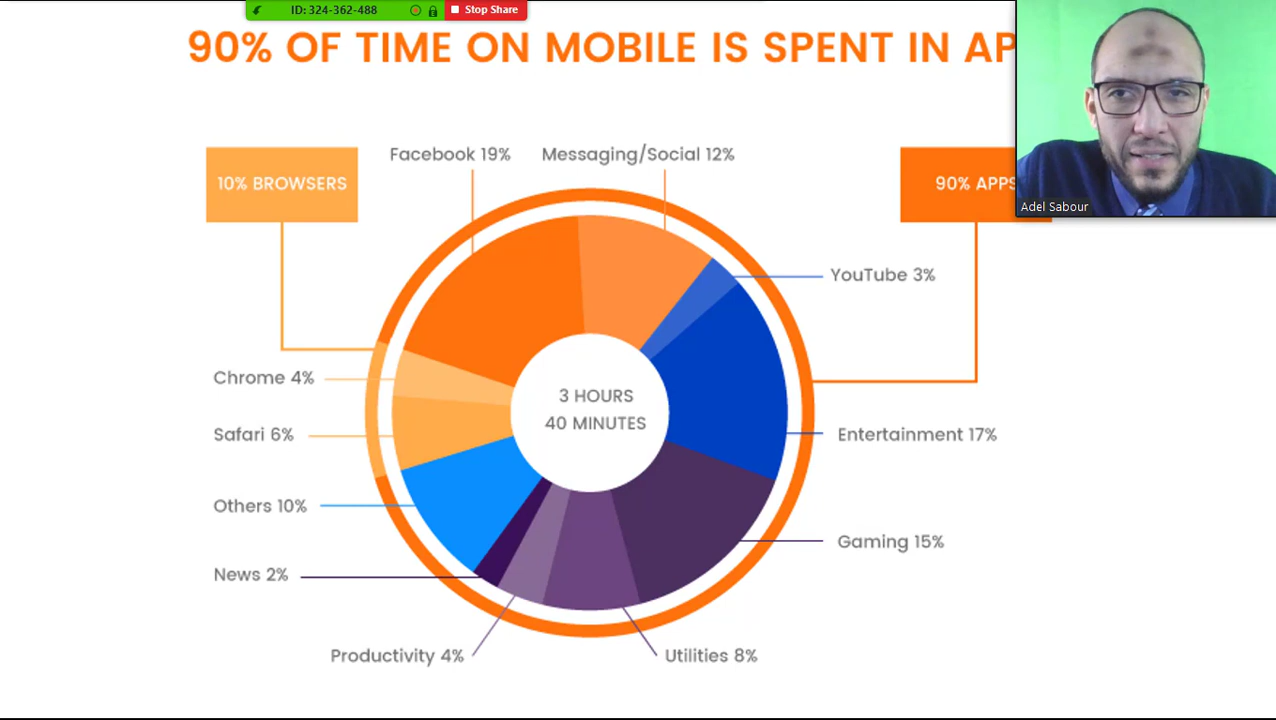 ID: 324-362-488
Stop Share
90% OF TIME ON MOBILE IS SPENT IN AP
Facebook 19%
Messaging/Social 12%
10% BROWSERS
90% APPS
Adel Sabour
YouTube 3%
Chrome 4%
3 HOURS
40 MINUTES
Safari 6%
Entertainment 17%
Others 10%
Gaming 15%
News 2%
Productivity 4%
Utilities 8%